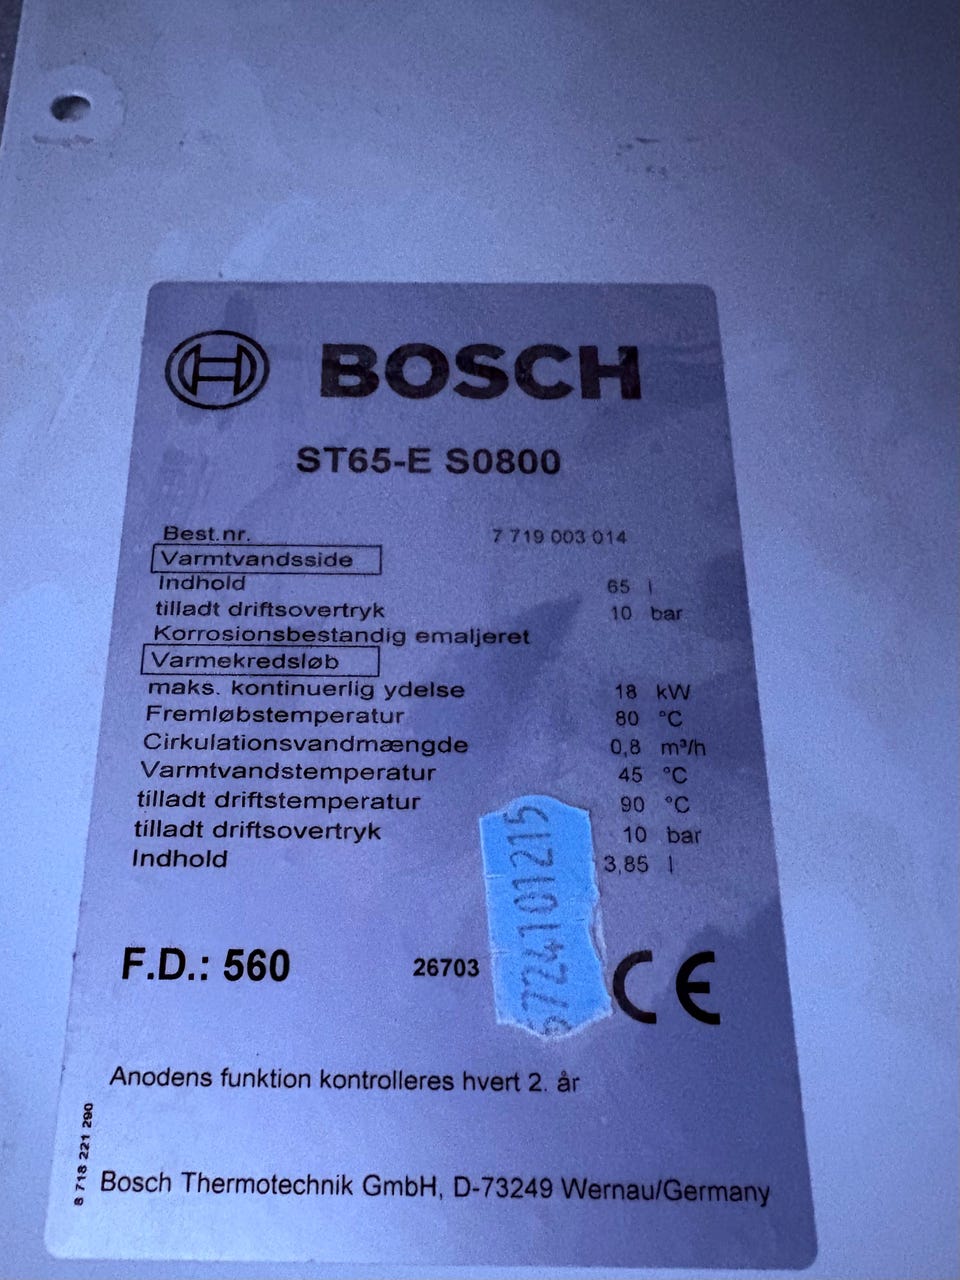 BOSCH
ST65-E S0800
Best.nr. 7 719 003 014
Varmtvandsside
Indhold 65 l
tilladt driftsovertryk 10 bar
Korrosionsbestandig emaljeret
Varmekredsløb
maks. kontinuerlig ydelse 18 kW
Fremløbstemperatur 80 °C
Cirkulationsvandmængde 0,8 m³/h
Varmtvandstemperatur 45 °C
tilladt driftstemperatur 90 °C
tilladt driftsovertryk 10 bar
Indhold 3,85 l
F.D.: 560 26703 CE
6724101215
Anodens funktion kontrolleres hvert 2. år
8 718 221 290
Bosch Thermotechnik GmbH, D-73249 Wernau/Germany